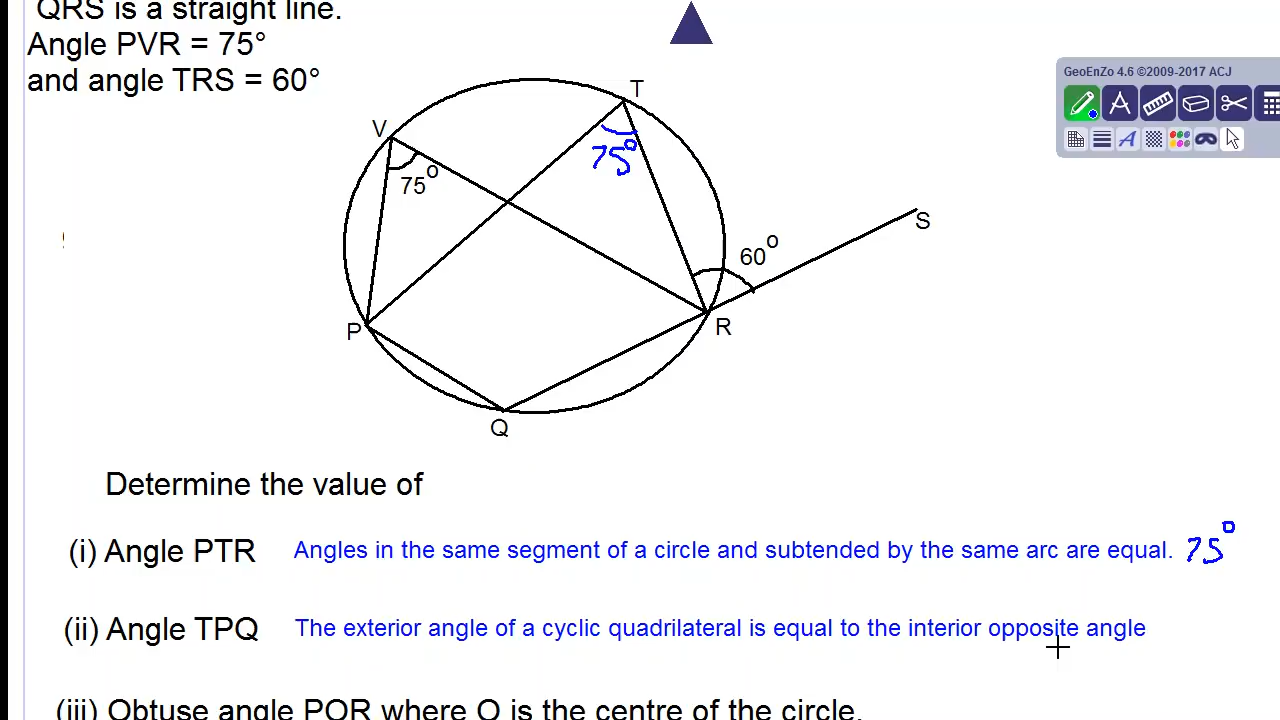 QRS is a straight line.
Angle PVR = 75°
and angle TRS = 60°
GeoEnZo 4.6 ©2009-2017 ACJ
T
V
75°
75°
S
60°
P
R
Q
Determine the value of
(i) Angle PTR Angles in the same segment of a circle and subtended by the same arc are equal. 75°
(ii) Angle TPQ The exterior angle of a cyclic quadrilateral is equal to the interior opposite angle
(iii) Obtuse angle POR where O is the centre of the circle.